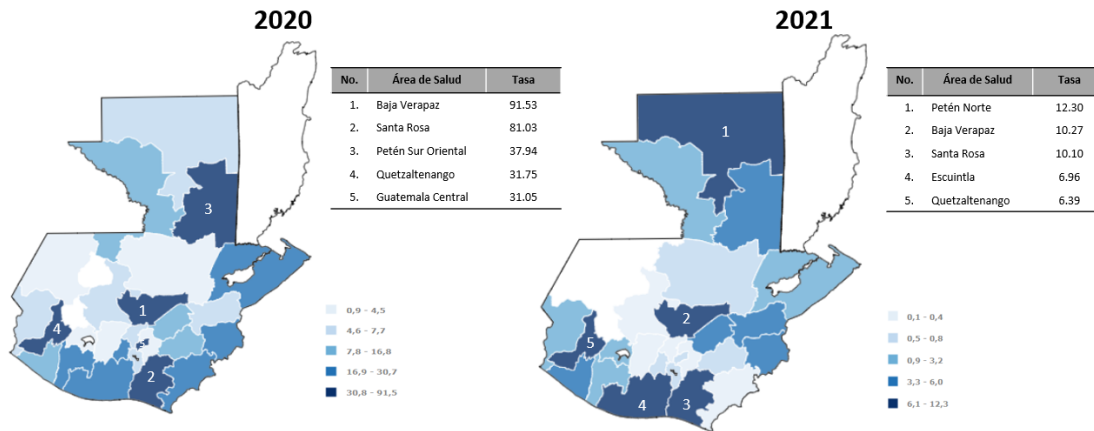 2020
No. Área de Salud Tasa
1. Baja Verapaz 91.53
2. Santa Rosa 81.03
3. Petén Sur Oriental 37.94
4. Quetzaltenango 31.75
5. Guatemala Central 31.05
3
1
4
5
2
0,9 - 4,5
4,6 - 7,7
7,8 - 16,8
16,9 - 30,7
30,8 - 91,5
2021
No. Área de Salud Tasa
1. Petén Norte 12.30
2. Baja Verapaz 10.27
3. Santa Rosa 10.10
4. Escuintla 6.96
5. Quetzaltenango 6.39
1
2
5
4
3
0,1 - 0,4
0,5 - 0,8
0,9 - 3,2
3,3 - 6,0
6,1 - 12,3